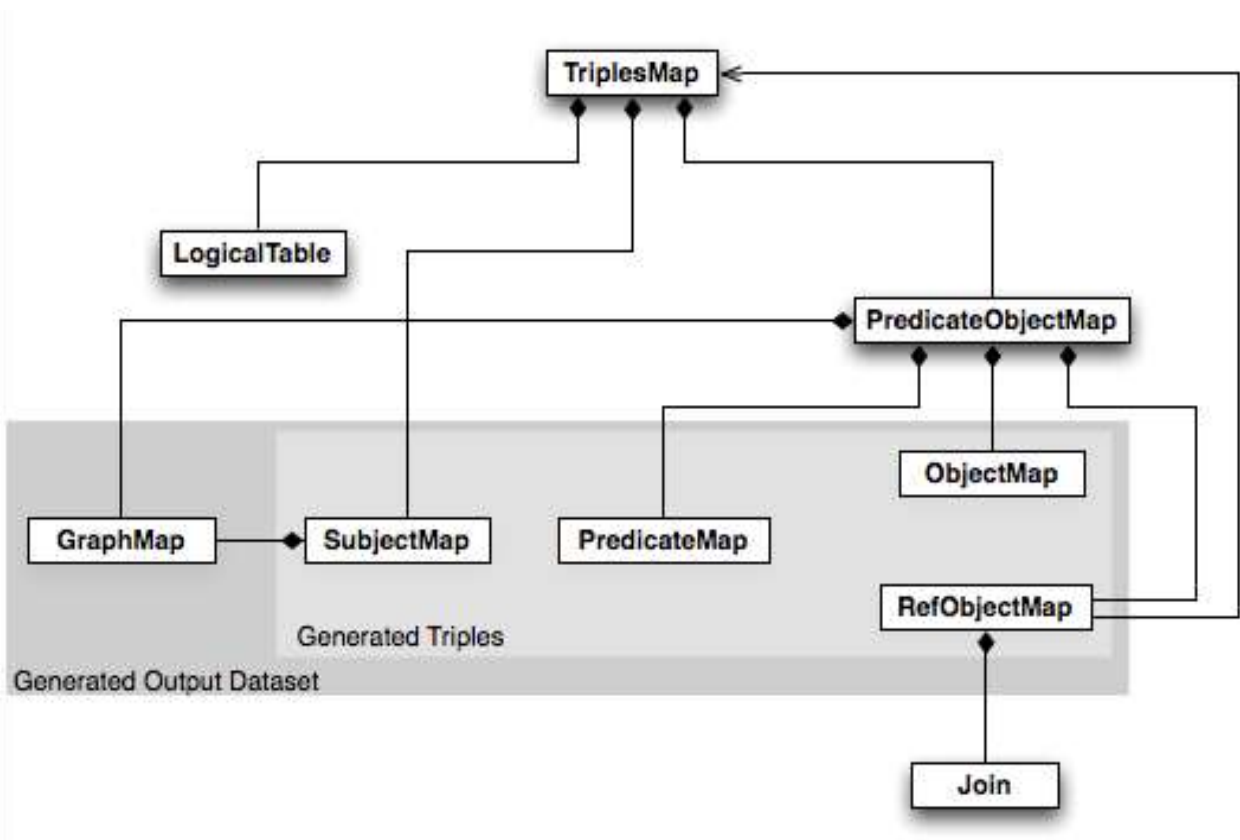 TriplesMap
LogicalTable
PredicateObjectMap
ObjectMap
GraphMap
SubjectMap
PredicateMap
RefObjectMap
Generated Triples
Generated Output Dataset
Join